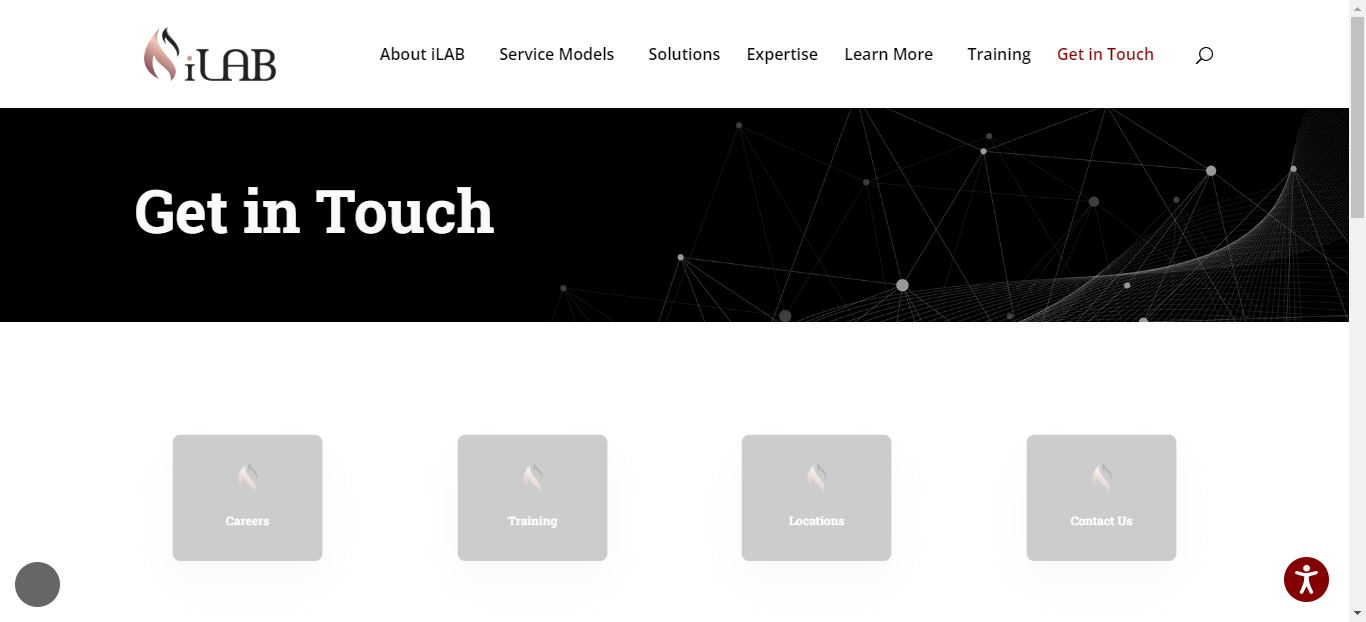 iLAB
About iLAB Service Models Solutions Expertise Learn More Training Get in Touch
Get in Touch
Careers Training Locations Contact Us